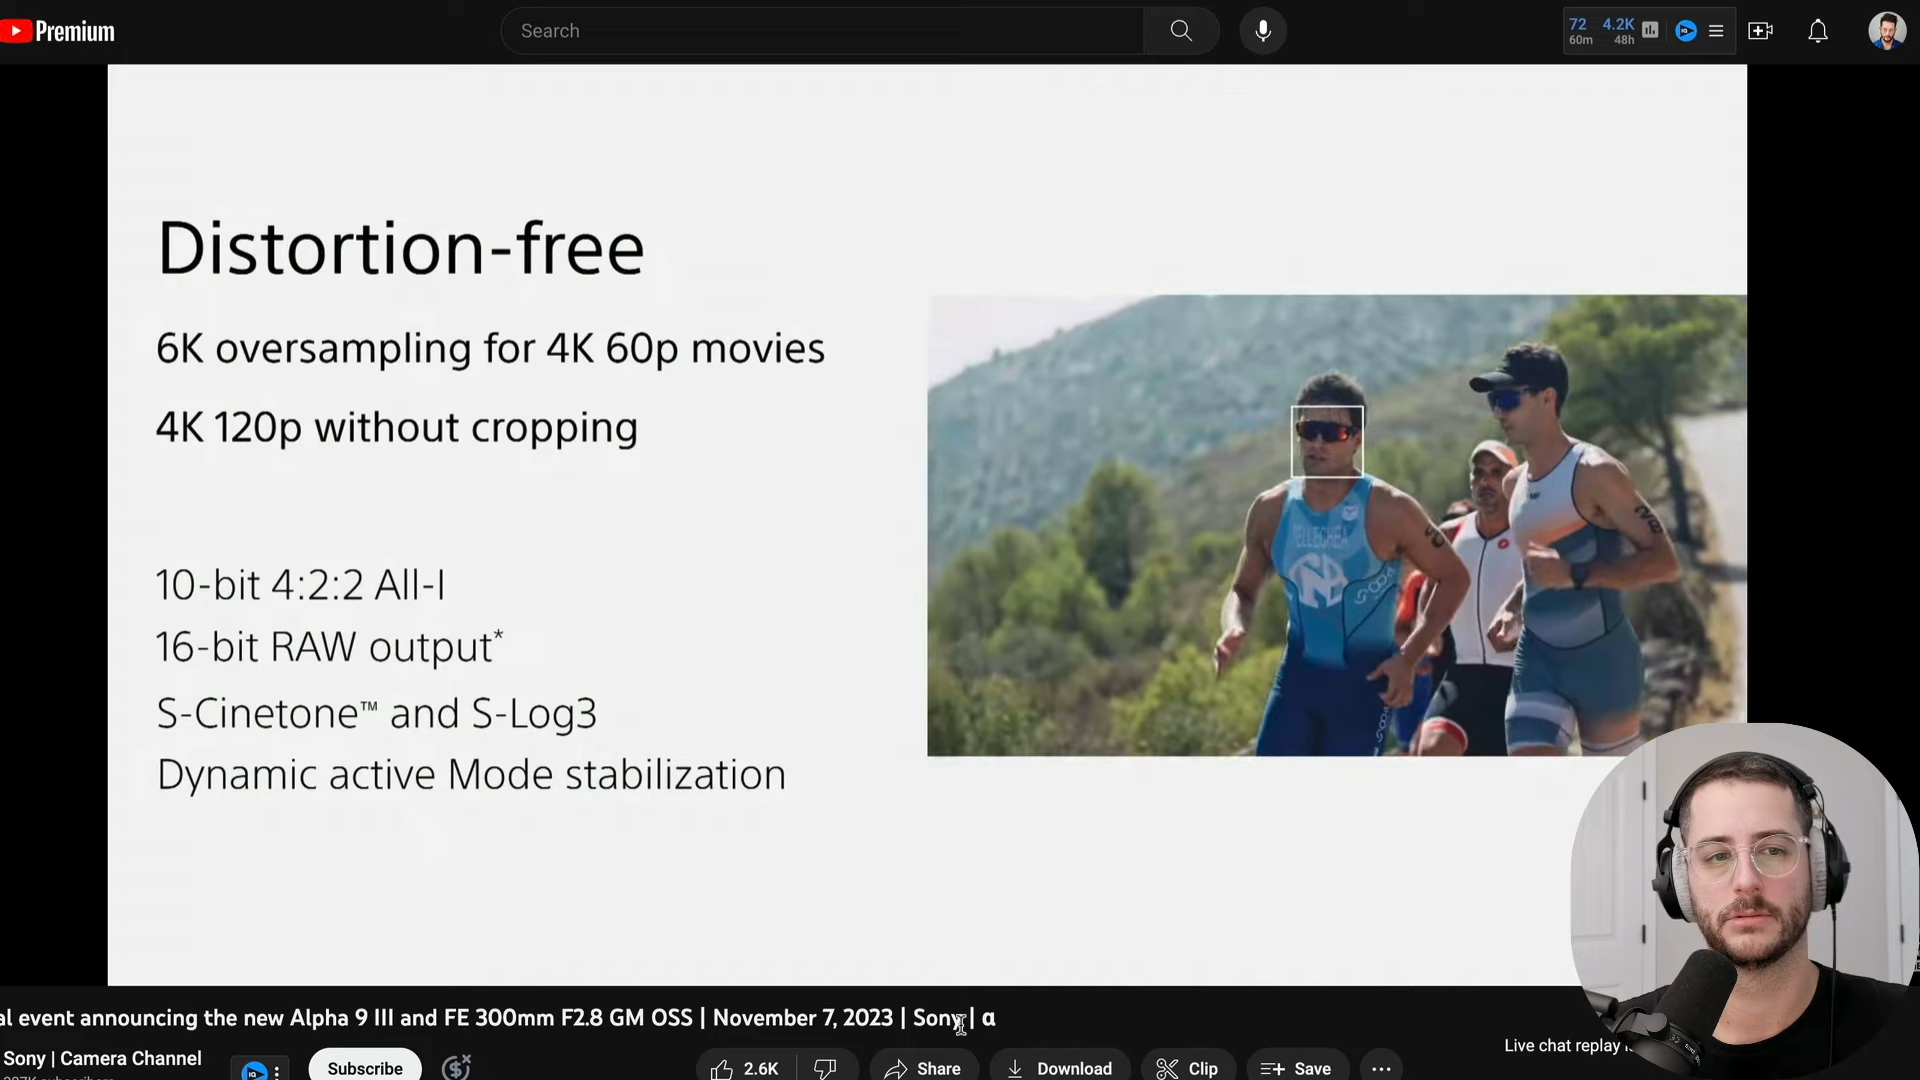 Premium
Search
72 4.2K
60m 48h
Distortion-free
6K oversampling for 4K 60p movies
4K 120p without cropping
10-bit 4:2:2 All-I
16-bit RAW output*
S-Cinetone™ and S-Log3
Dynamic active Mode stabilization
TELLECHEA
al event announcing the new Alpha 9 III and FE 300mm F2.8 GM OSS | November 7, 2023 | Sony | α
Sony | Camera Channel
Subscribe
2.6K
Share
Download
Clip
Save
Live chat replay